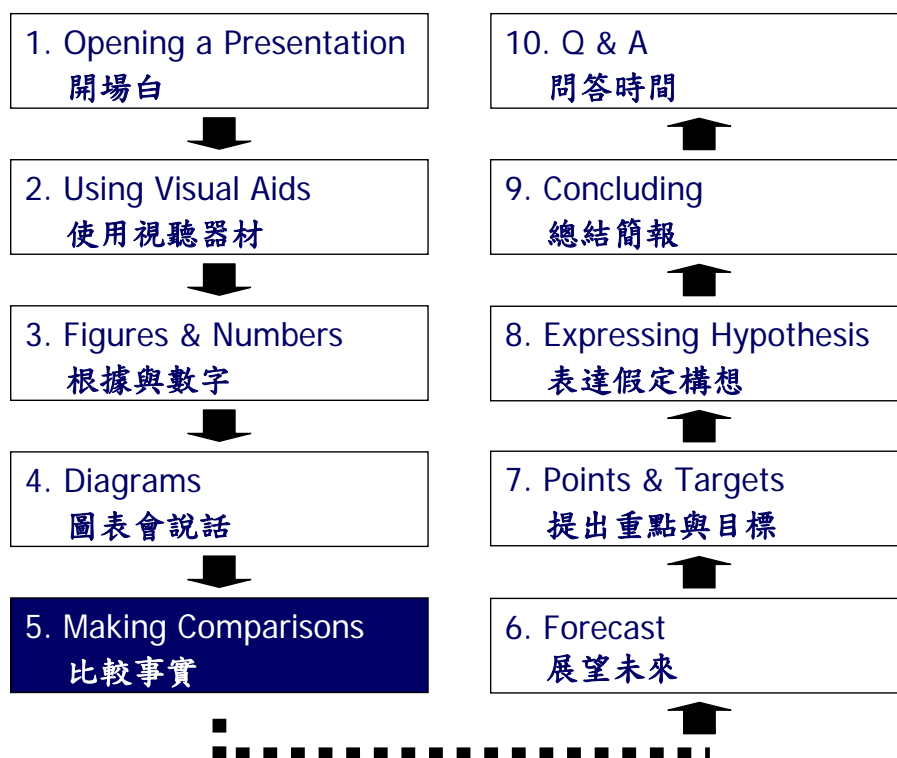 1. Opening a Presentation
開場白
2. Using Visual Aids
使用視聽器材
3. Figures & Numbers
根據與數字
4. Diagrams
圖表會說話
5. Making Comparisons
比較事實
6. Forecast
展望未來
7. Points & Targets
提出重點與目標
8. Expressing Hypothesis
表達假定構想
9. Concluding
總結簡報
10. Q & A
問答時間